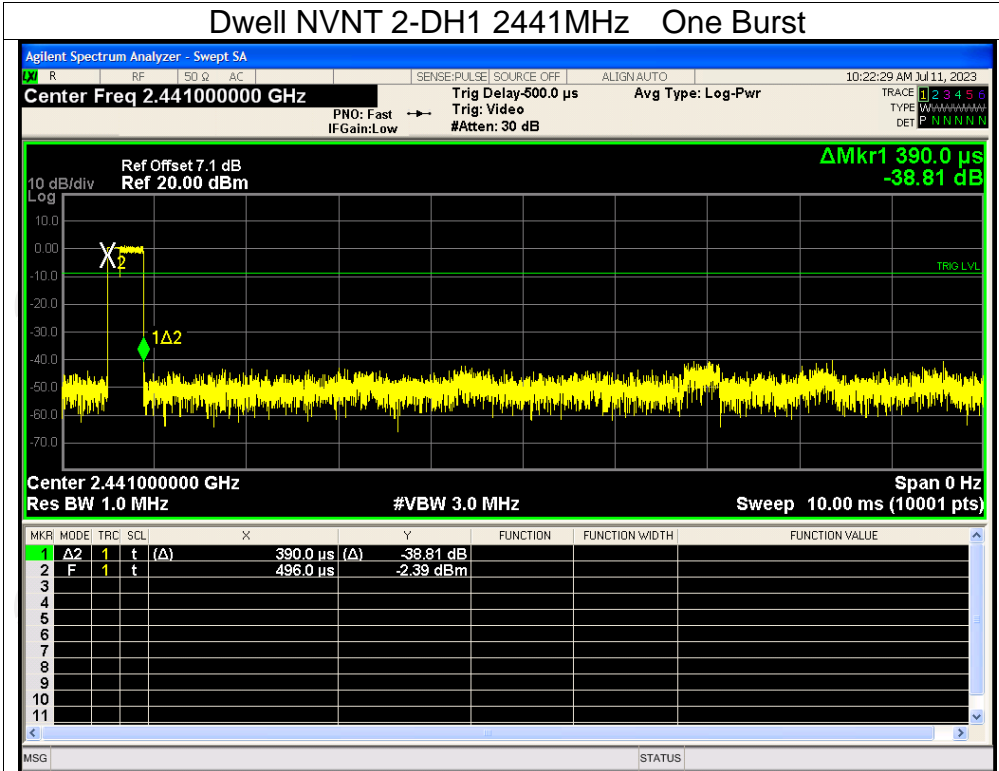 Dwell NVNT 2-DH1 2441MHz One Burst
Agilent Spectrum Analyzer - Swept SA
LXI R RF 50 Ω AC SENSE:PULSE SOURCE OFF ALIGN AUTO 10:22:29 AM Jul 11, 2023
Center Freq 2.441000000 GHz Trig Delay-500.0 µs Avg Type: Log-Pwr TRACE 1 2 3 4 5 6
PNO: Fast Trig: Video TYPE WWWWWW
IFGain:Low #Atten: 30 dB DET P N N N N N
ΔMkr1 390.0 µs
-38.81 dB
Ref Offset 7.1 dB
10 dB/div Ref 20.00 dBm
Log
10.0
0.00
-10.0
-20.0
-30.0
-40.0
-50.0
-60.0
-70.0
X2
TRIG LVL
1Δ2
Center 2.441000000 GHz Span 0 Hz
Res BW 1.0 MHz #VBW 3.0 MHz Sweep 10.00 ms (10001 pts)
MKR MODE TRC SCL X Y FUNCTION FUNCTION WIDTH FUNCTION VALUE
1 Δ2 1 t (Δ) 390.0 µs (Δ) -38.81 dB
2 F 1 t 496.0 µs -2.39 dBm
3
4
5
6
7
8
9
10
11
MSG STATUS